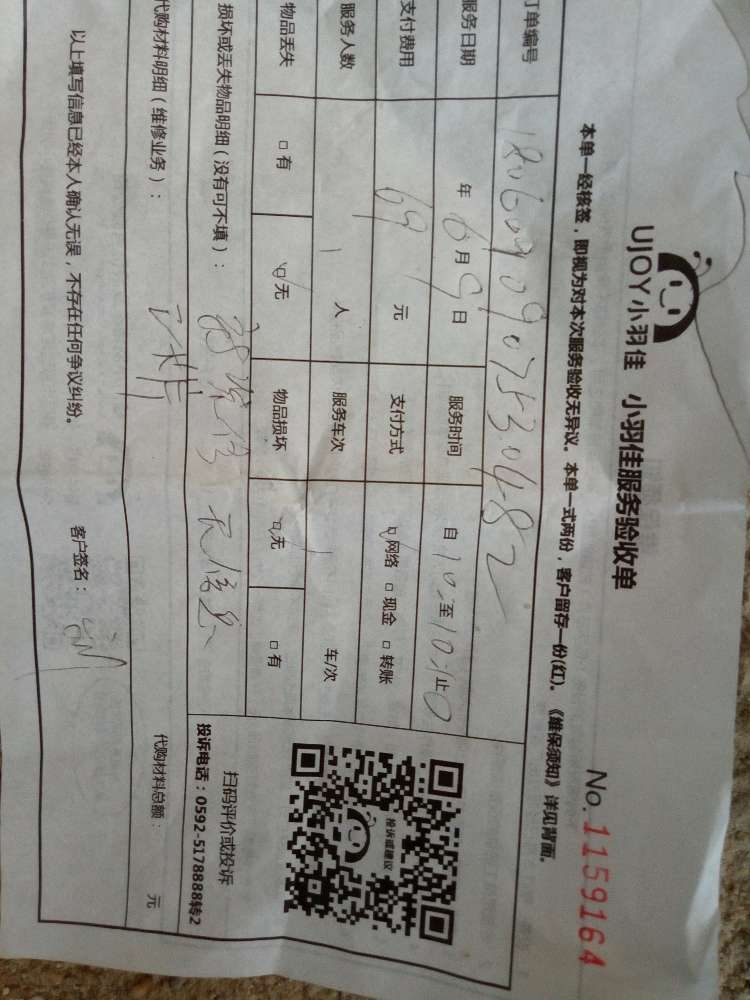 UJOY小羽佳 小羽佳服务验收单
No.1159164
本单一经核签，即视为对本次服务验收无异议。本单一式两份，客户留存一份(红)。《维保须知》详见背面。
订单编号
服务日期 年 6月 9日 服务时间 自 10: 至 10:40 止
支付费用 69 元 支付方式 网络 □现金 □转账
服务人数 1 人 服务车次 车/次
物品丢失 □有 无 物品损坏 无 □有
损坏或丢失物品明细（没有可不填）：
代购材料明细（维修业务）： 代购材料总额： 元
以上填写信息已经本人确认无误，不存在任何争议纠纷。 客户签名：
投诉或建议
扫码评价或投诉
投诉电话：0592-5178888转2